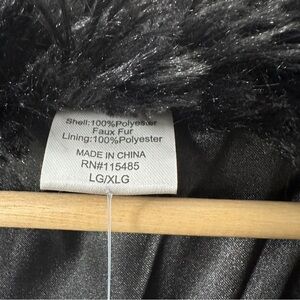 Shell:100%Polyester
Faux Fur
Lining:100%Polyester
MADE IN CHINA
RN#115485
LG/XLG